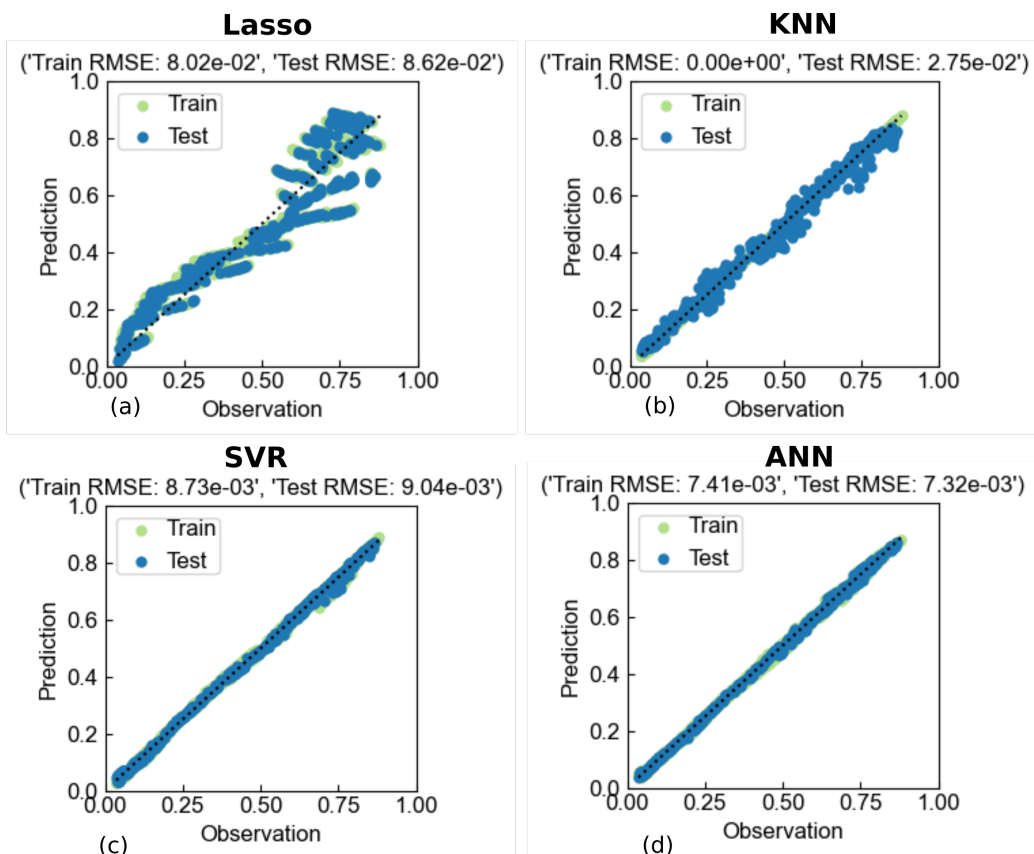 Lasso
('Train RMSE: 8.02e-02', 'Test RMSE: 8.62e-02')
1.0
0.8
0.6
0.4
0.2
0.0
Prediction
Train
Test
0.00 0.25 0.50 0.75 1.00
(a) Observation
KNN
('Train RMSE: 0.00e+00', 'Test RMSE: 2.75e-02')
1.0
0.8
0.6
0.4
0.2
0.0
Prediction
Train
Test
0.00 0.25 0.50 0.75 1.00
(b) Observation
SVR
('Train RMSE: 8.73e-03', 'Test RMSE: 9.04e-03')
1.0
0.8
0.6
0.4
0.2
0.0
Prediction
Train
Test
0.00 0.25 0.50 0.75 1.00
Observation
(c)
ANN
('Train RMSE: 7.41e-03', 'Test RMSE: 7.32e-03')
1.0
0.8
0.6
0.4
0.2
0.0
Prediction
Train
Test
0.00 0.25 0.50 0.75 1.00
Observation
(d)